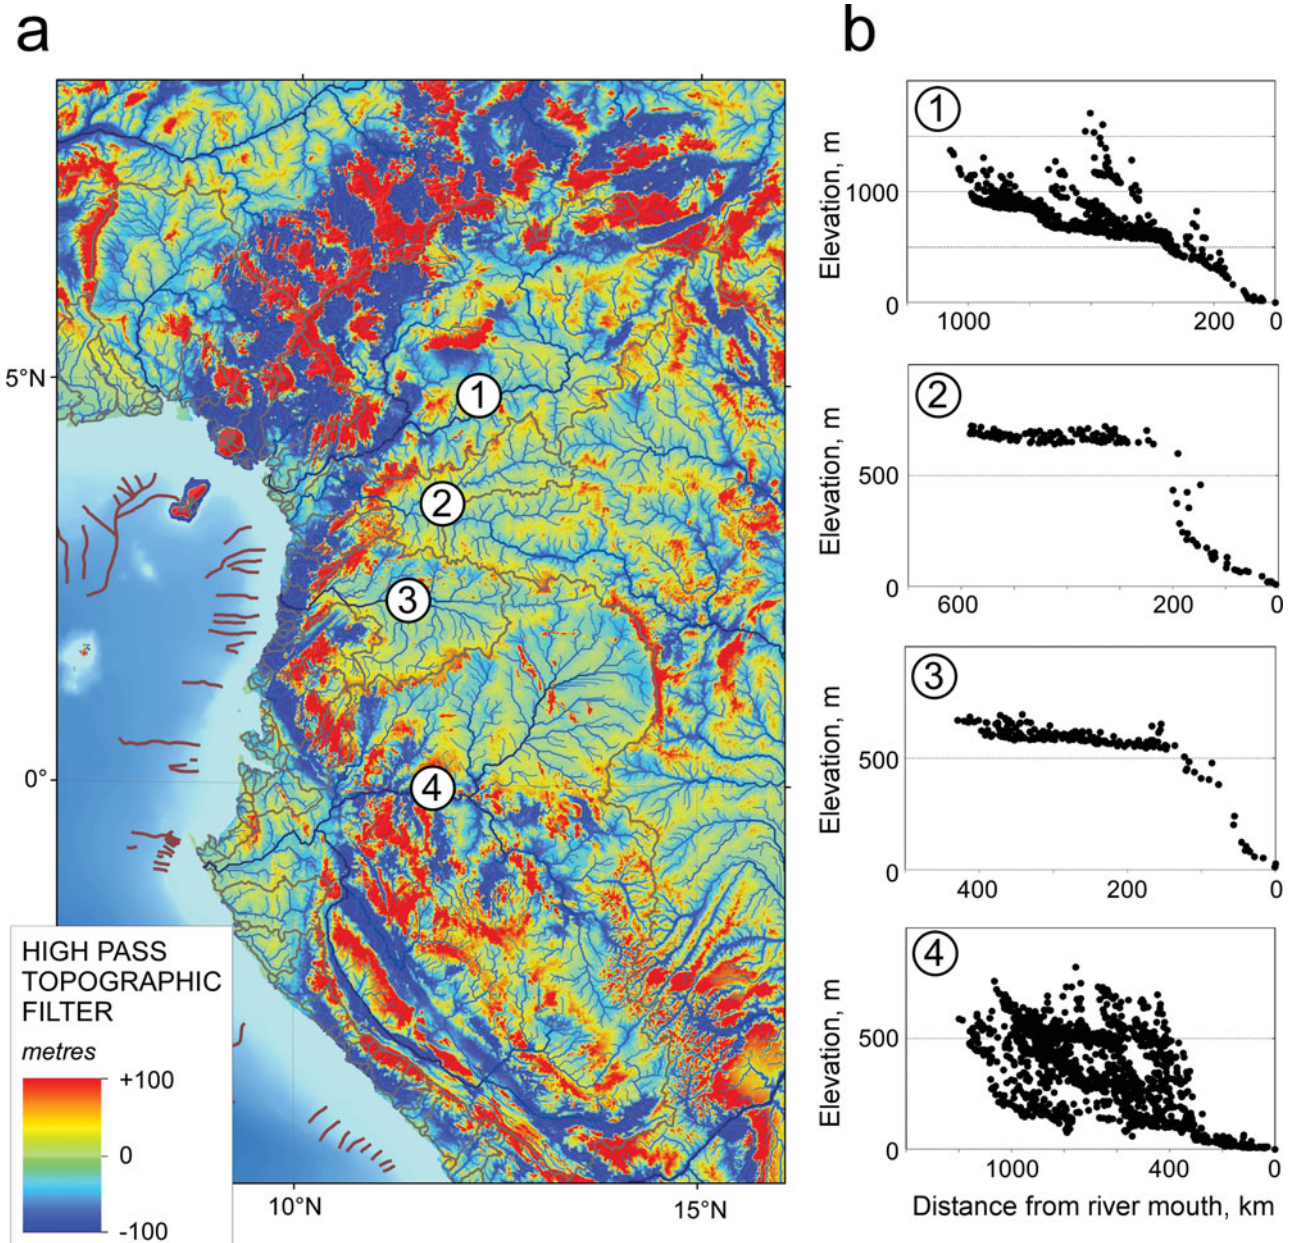 a
5°N
0°
10°N
15°N
1
2
3
4
HIGH PASS
TOPOGRAPHIC
FILTER
metres
+100
0
-100
b
1
Elevation, m
1000
0
1000
200
0
2
Elevation, m
500
0
600
200
0
3
Elevation, m
500
0
400
200
0
4
Elevation, m
500
0
1000
400
0
Distance from river mouth, km